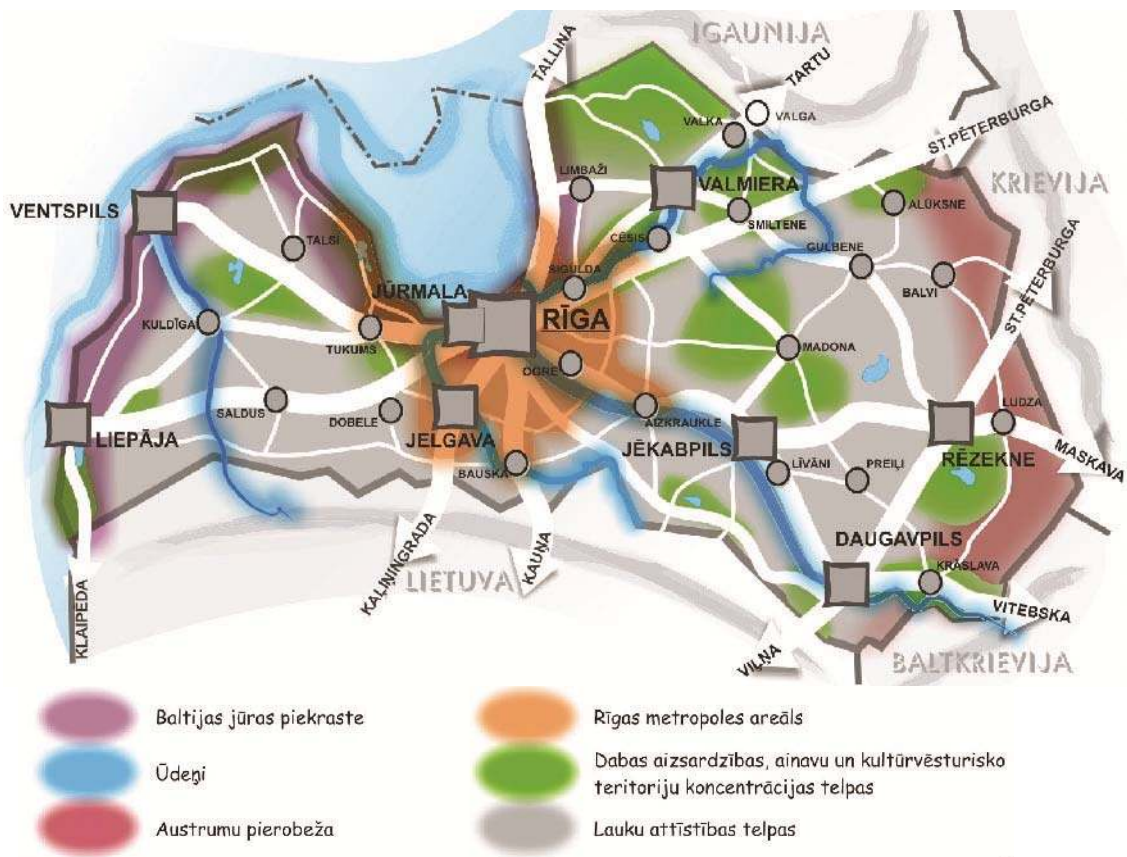 IGAUNIJA
TALLINA
TARTU
VALKA
VALGA
ST.PĒTERBURGA
LIMBAŽI
VALMIERA
KRIEVIJA
VENTSPILS
ALŪKSNE
SMILTENE
TALSI
CĒSIS
GULBENE
SIGULDA
BALVI
ST.PĒTERBURGA
JŪRMALA
RĪGA
KULDĪGA
TUKUMS
MADONA
OGRE
SALDUS
DOBELE
AIZKRAUKLE
LUDZA
LIEPĀJA
JELGAVA
JĒKABPILS
RĒZEKNE
MASKAVA
BAUSKA
LĪVĀNI
PREIĻI
DAUGAVPILS
KRĀSLAVA
KAĻIŅINGRADA
LIETUVA
KAUŅA
KLAIPĒDA
VITEBSKA
VIĻŅA
BALTKRIEVIJA
Baltijas jūras piekraste
Ūdeņi
Austrumu pierobeža
Rīgas metropoles areāls
Dabas aizsardzības, ainavu un kultūrvēsturisko
teritoriju koncentrācijas telpas
Lauku attīstības telpas